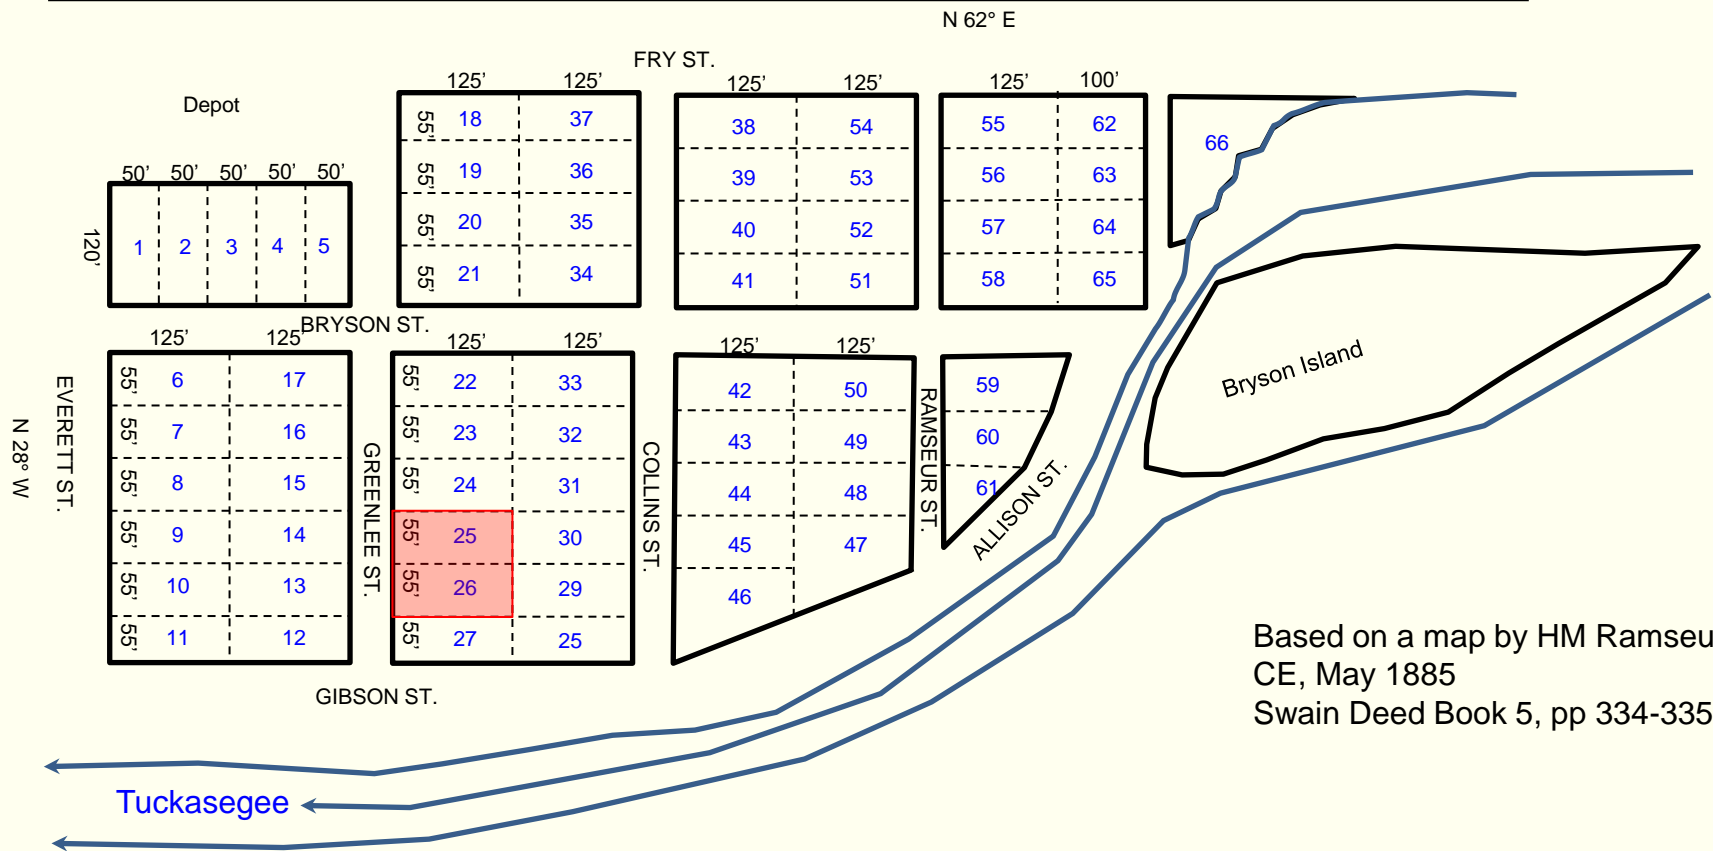 N 62° E
FRY ST.
125’ 125’ 125’ 125’ 125’ 100’
Depot
50’ 50’ 50’ 50’ 50’
120’
1 2 3 4 5
55’ 18 37
55’ 19 36
55’ 20 35
55’ 21 34
38 54
39 53
40 52
41 51
55 62
56 63
57 64
58 65
66
BRYSON ST.
125’ 125’ 125’ 125’ 125’ 125’
N 28° W
EVERETT ST.
55’ 6 17
55’ 7 16
55’ 8 15
55’ 9 14
55’ 10 13
55’ 11 12
GREENLEE ST.
55’ 22 33
55’ 23 32
55’ 24 31
55’ 25 30
55’ 26 29
55’ 27 25
COLLINS ST.
42 50
43 49
44 48
45 47
46
RAMSEUR ST.
59
60
61
ALLISON ST.
Bryson Island
GIBSON ST.
Tuckasegee
Based on a map by HM Ramseu
CE, May 1885
Swain Deed Book 5, pp 334-335